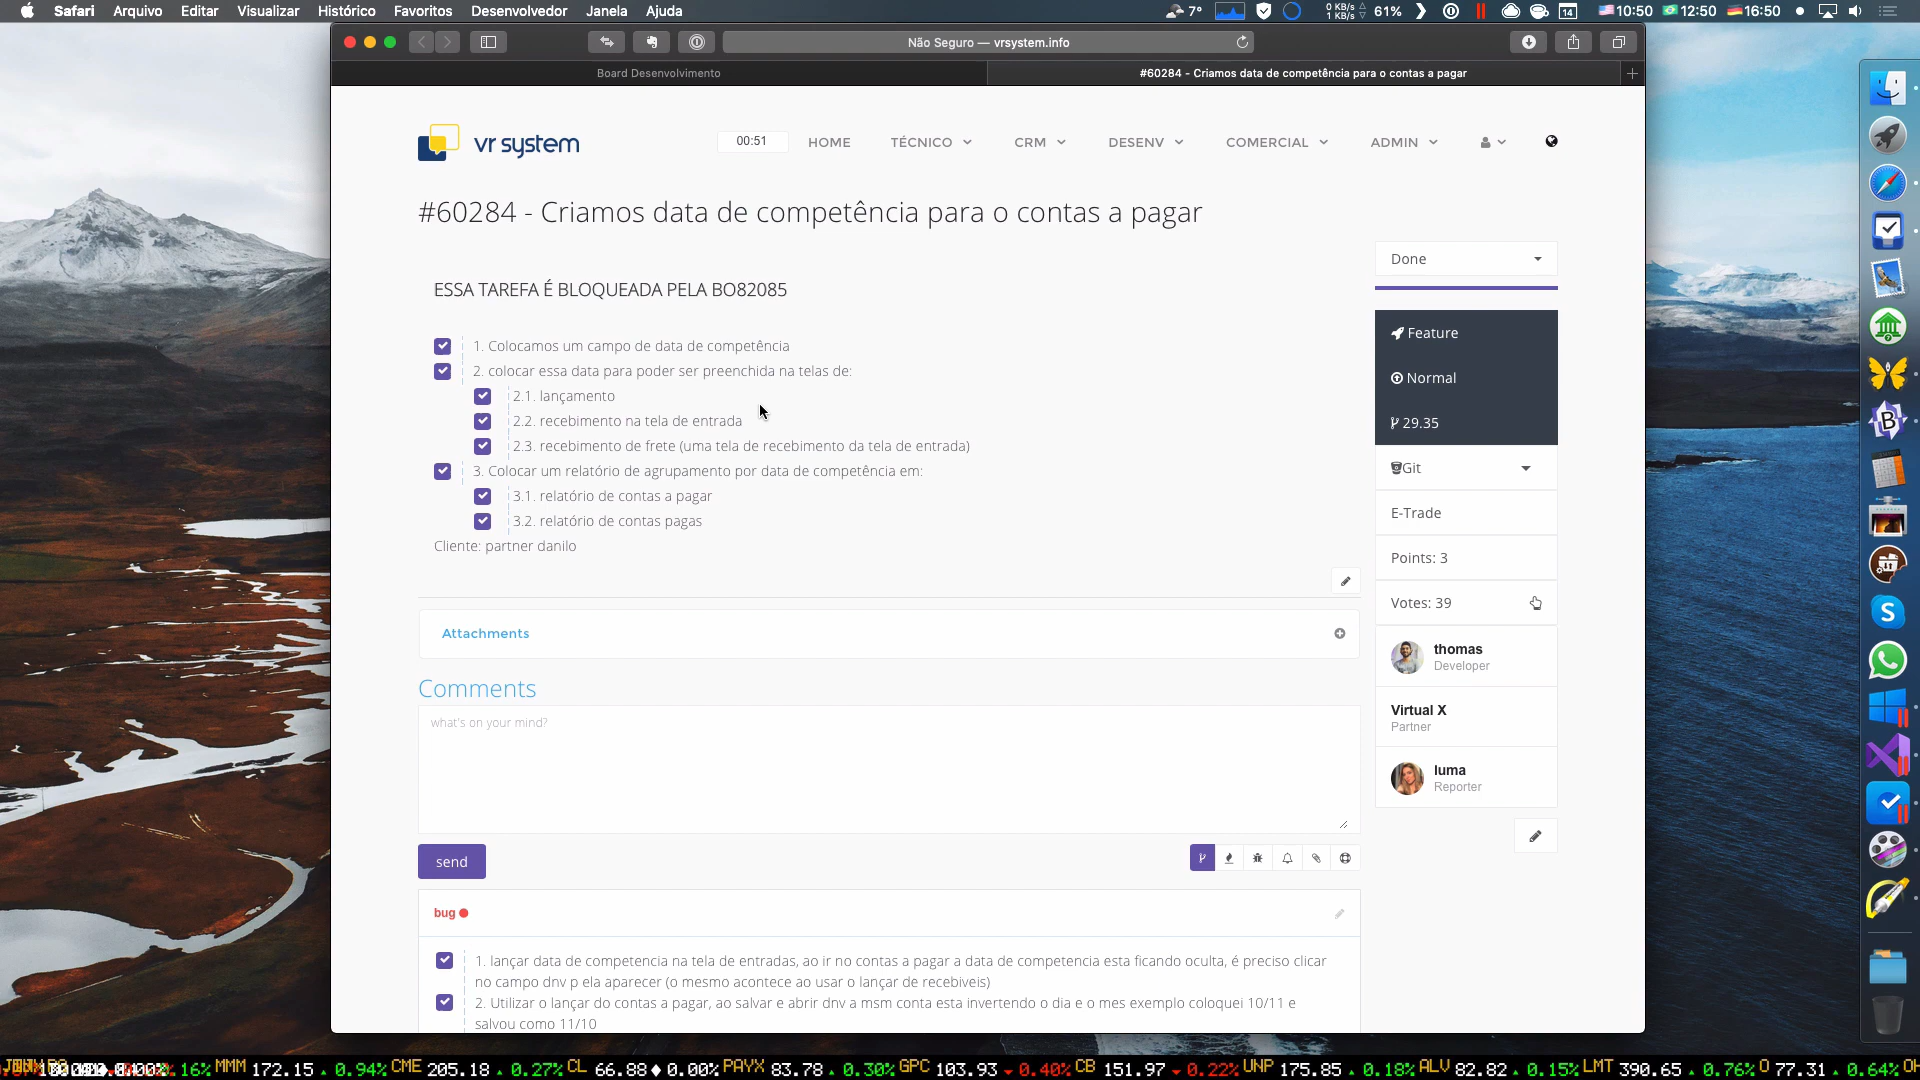 Safari Arquivo Editar Visualizar Histórico Favoritos Desenvolvedor Janela Ajuda 7° 0 KB/s 1 KB/s 61% 14 10:50 12:50 16:50
Não Seguro — vrsystem.info
Board Desenvolvimento
#60284 - Criamos data de competência para o contas a pagar
vr system
00:51
HOME TÉCNICO CRM DESENV COMERCIAL ADMIN
#60284 - Criamos data de competência para o contas a pagar
Done
ESSA TAREFA É BLOQUEADA PELA BO82085
1. Colocamos um campo de data de competência
2. colocar essa data para poder ser preenchida na telas de:
2.1. lançamento
2.2. recebimento na tela de entrada
2.3. recebimento de frete (uma tela de recebimento da tela de entrada)
3. Colocar um relatório de agrupamento por data de competência em:
3.1. relatório de contas a pagar
3.2. relatório de contas pagas
Cliente: partner danilo
Feature
Normal
29.35
Git
E-Trade
Points: 3
Votes: 39
thomas
Developer
Virtual X
Partner
luma
Reporter
Attachments
Comments
what's on your mind?
send
bug
1. lançar data de competencia na tela de entradas, ao ir no contas a pagar a data de competencia esta ficando oculta, é preciso clicar
no campo dnv p ela aparecer (o mesmo acontece ao usar o lançar de recebiveis)
2. Utilizar o lançar do contas a pagar, ao salvar e abrir dnv a msm conta esta invertendo o dia e o mes exemplo coloquei 10/11 e
salvou como 11/10
16% MMM 172.15 0.94% CME 205.18 0.27% CL 66.88 0.00% PAYX 83.78 0.30% GPC 103.93 0.40% CB 151.97 0.22% UNP 175.85 0.18% ALV 82.82 0.15% LMT 390.65 0.76% O 77.31 0.64%